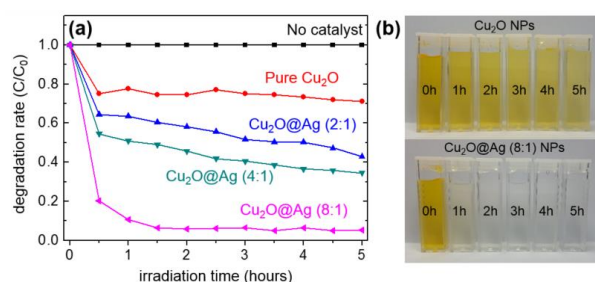 (a)
No catalyst
Pure Cu₂O
Cu₂O@Ag (2:1)
Cu₂O@Ag (4:1)
Cu₂O@Ag (8:1)
degradation rate (C/C₀)
1.0
0.8
0.6
0.4
0.2
0.0
0 1 2 3 4 5
irradiation time (hours)
(b)
Cu₂O NPs
0h 1h 2h 3h 4h 5h
Cu₂O@Ag (8:1) NPs
0h 1h 2h 3h 4h 5h